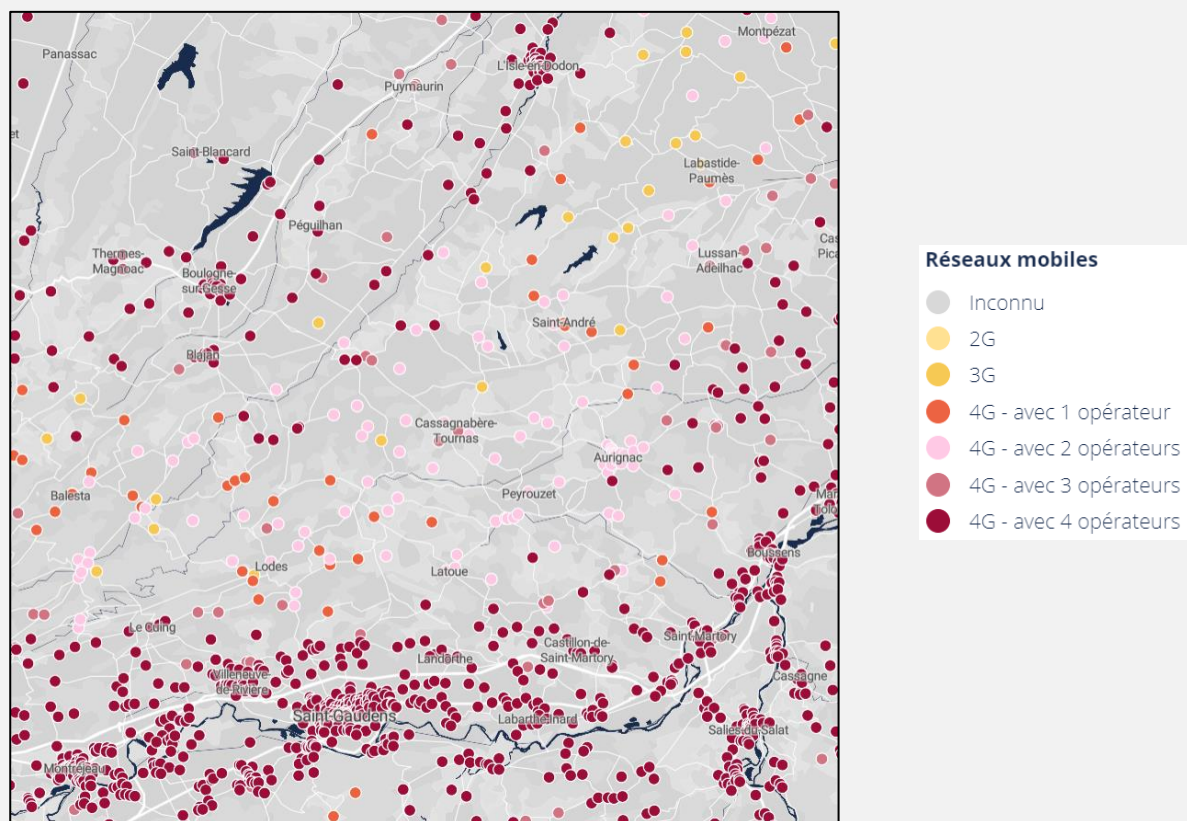 Montpézat
Panassac
L'Isle-en-Dodon
Puymaurin
et
Saint-Blancard
Labastide-
Paumès
Péguilhan
Thermes-
Magnoac
Lussan-
Adeilhac
Boulogne-
sur-Gesse
Saint-André
Blajan
Cassagnabère-
Tournas
Aurignac
Balesta
Peyrouzet
Boussens
Lodes
Latoue
Le Cuing
Saint-Martory
Castillon-de-
Saint-Martory
Landorthe
Villeneuve-
de-Rivière
Cassagne
Saint-Gaudens
Labarthe-Inard
Salies-du-Salat
Montréjeau
Réseaux mobiles
Inconnu
2G
3G
4G - avec 1 opérateur
4G - avec 2 opérateurs
4G - avec 3 opérateurs
4G - avec 4 opérateurs